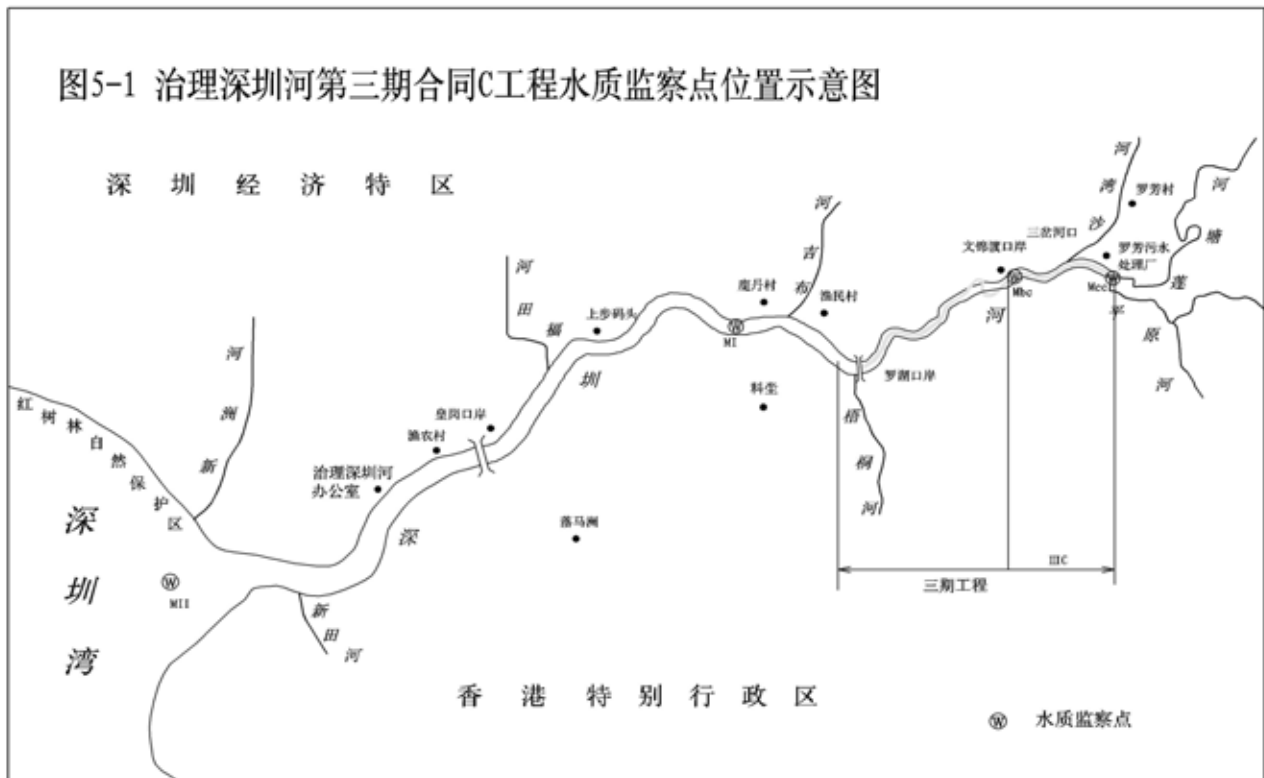 图5-1 治理深圳河第三期合同C工程水质监察点位置示意图
深圳经济特区
河湾沙
罗芳村
河塘莲
三岔河口
文锦渡口岸
罗芳污水
处理厂
Mbc
Mcc
平原河
河吉布
鹿丹村
渔民村
河田福
上步码头
MI
罗湖口岸
料壆
梧桐河
河洲新
皇岗口岸
渔农村
治理深圳河
办公室
深圳河
落马洲
红树林自然保护区
深圳湾
MII
新田河
IIIC
三期工程
香港特别行政区
W 水质监察点